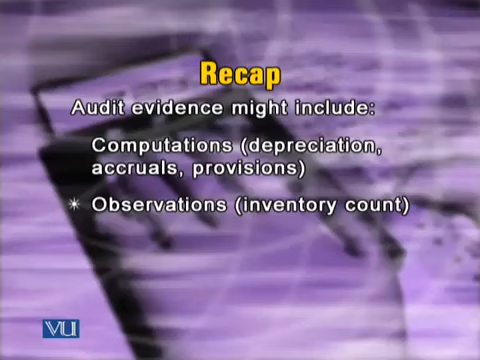 Recap
Audit evidence might include:
Computations (depreciation,
accruals, provisions)
✴ Observations (inventory count)
VU